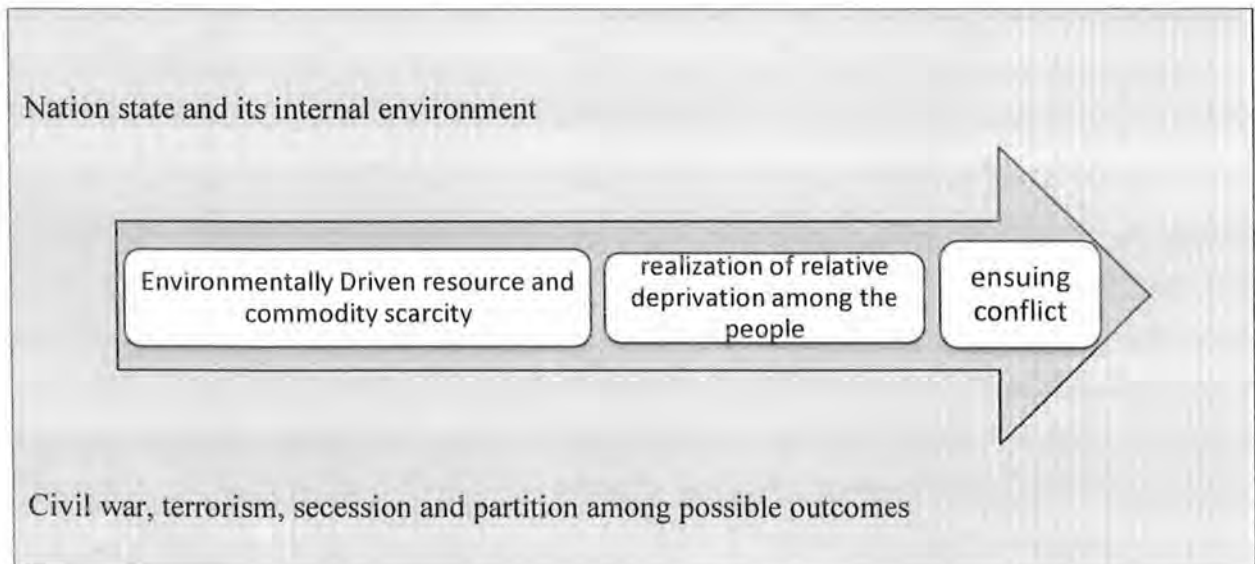 Nation state and its internal environment
Environmentally Driven resource and
commodity scarcity
realization of relative
deprivation among the
people
ensuing
conflict
Civil war, terrorism, secession and partition among possible outcomes